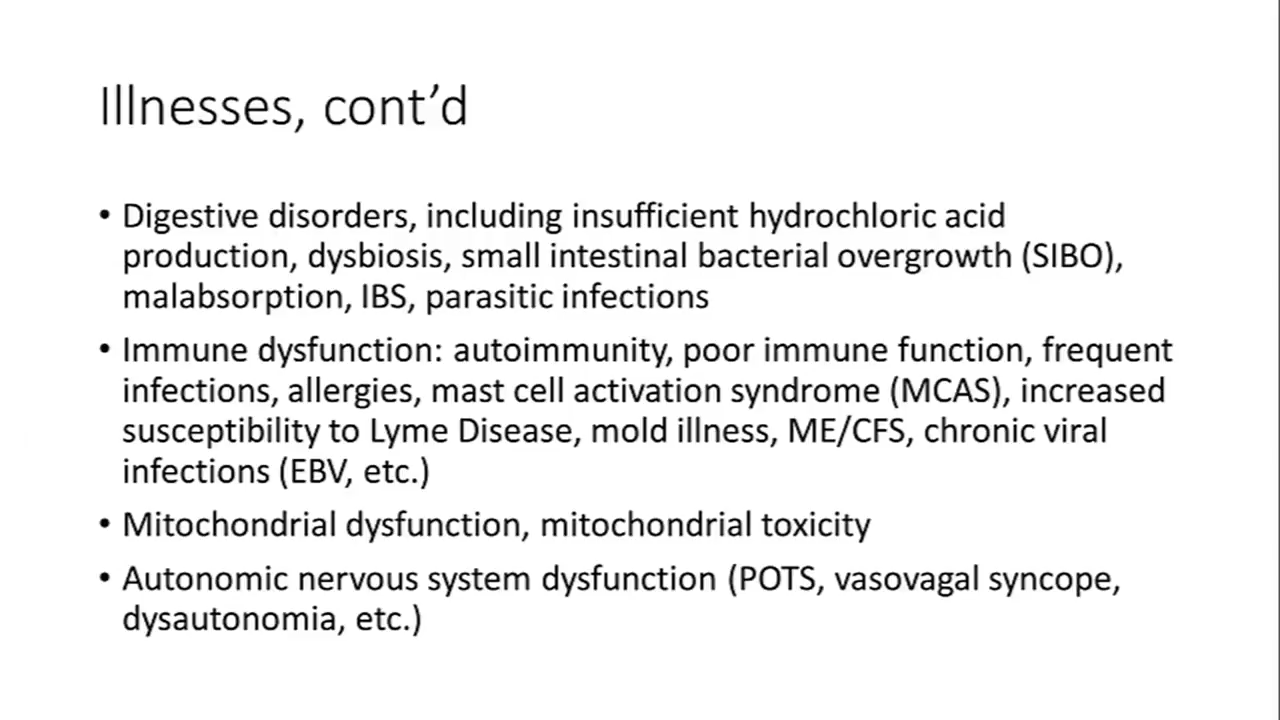 Illnesses, cont’d
• Digestive disorders, including insufficient hydrochloric acid
production, dysbiosis, small intestinal bacterial overgrowth (SIBO),
malabsorption, IBS, parasitic infections
• Immune dysfunction: autoimmunity, poor immune function, frequent
infections, allergies, mast cell activation syndrome (MCAS), increased
susceptibility to Lyme Disease, mold illness, ME/CFS, chronic viral
infections (EBV, etc.)
• Mitochondrial dysfunction, mitochondrial toxicity
• Autonomic nervous system dysfunction (POTS, vasovagal syncope,
dysautonomia, etc.)